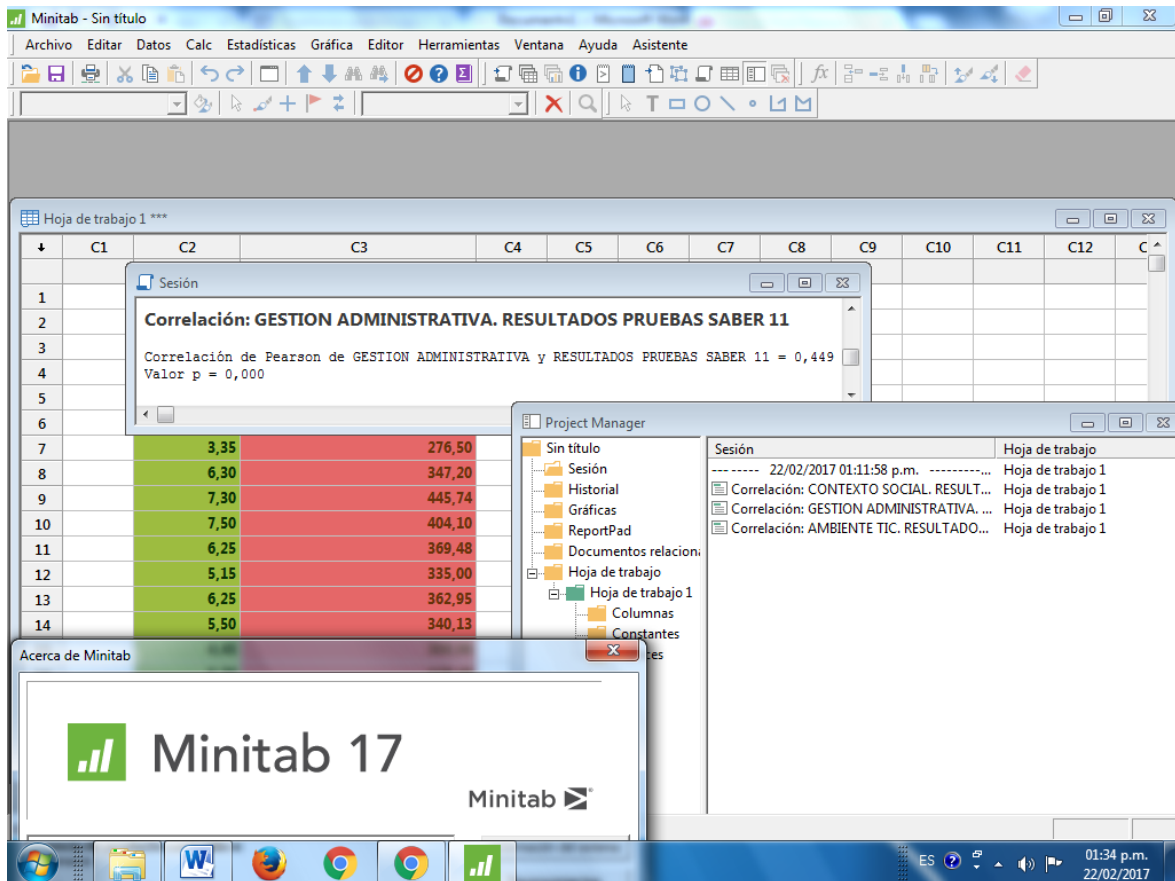 Minitab - Sin título
Archivo Editar Datos Calc Estadísticas Gráfica Editor Herramientas Ventana Ayuda Asistente
Hoja de trabajo 1 ***
C1 C2 C3 C4 C5 C6 C7 C8 C9 C10 C11 C12 C
Sesión
Correlación: GESTION ADMINISTRATIVA. RESULTADOS PRUEBAS SABER 11
Correlación de Pearson de GESTION ADMINISTRATIVA y RESULTADOS PRUEBAS SABER 11 = 0,449
Valor p = 0,000
1
2
3
4
5
6
7 3,35 276,50
8 6,30 347,20
9 7,30 445,74
10 7,50 404,10
11 6,25 369,48
12 5,15 335,00
13 6,25 362,95
14 5,50 340,13
Project Manager
Sin título
Sesión
Historial
Gráficas
ReportPad
Documentos relacion
Hoja de trabajo
Hoja de trabajo 1
Columnas
Constantes
ces
Sesión Hoja de trabajo
-------- 22/02/2017 01:11:58 p.m. ---------... Hoja de trabajo 1
Correlación: CONTEXTO SOCIAL. RESULT... Hoja de trabajo 1
Correlación: GESTION ADMINISTRATIVA. ... Hoja de trabajo 1
Correlación: AMBIENTE TIC. RESULTADO... Hoja de trabajo 1
Acerca de Minitab
Minitab 17
Minitab
ES
01:34 p.m.
22/02/2017